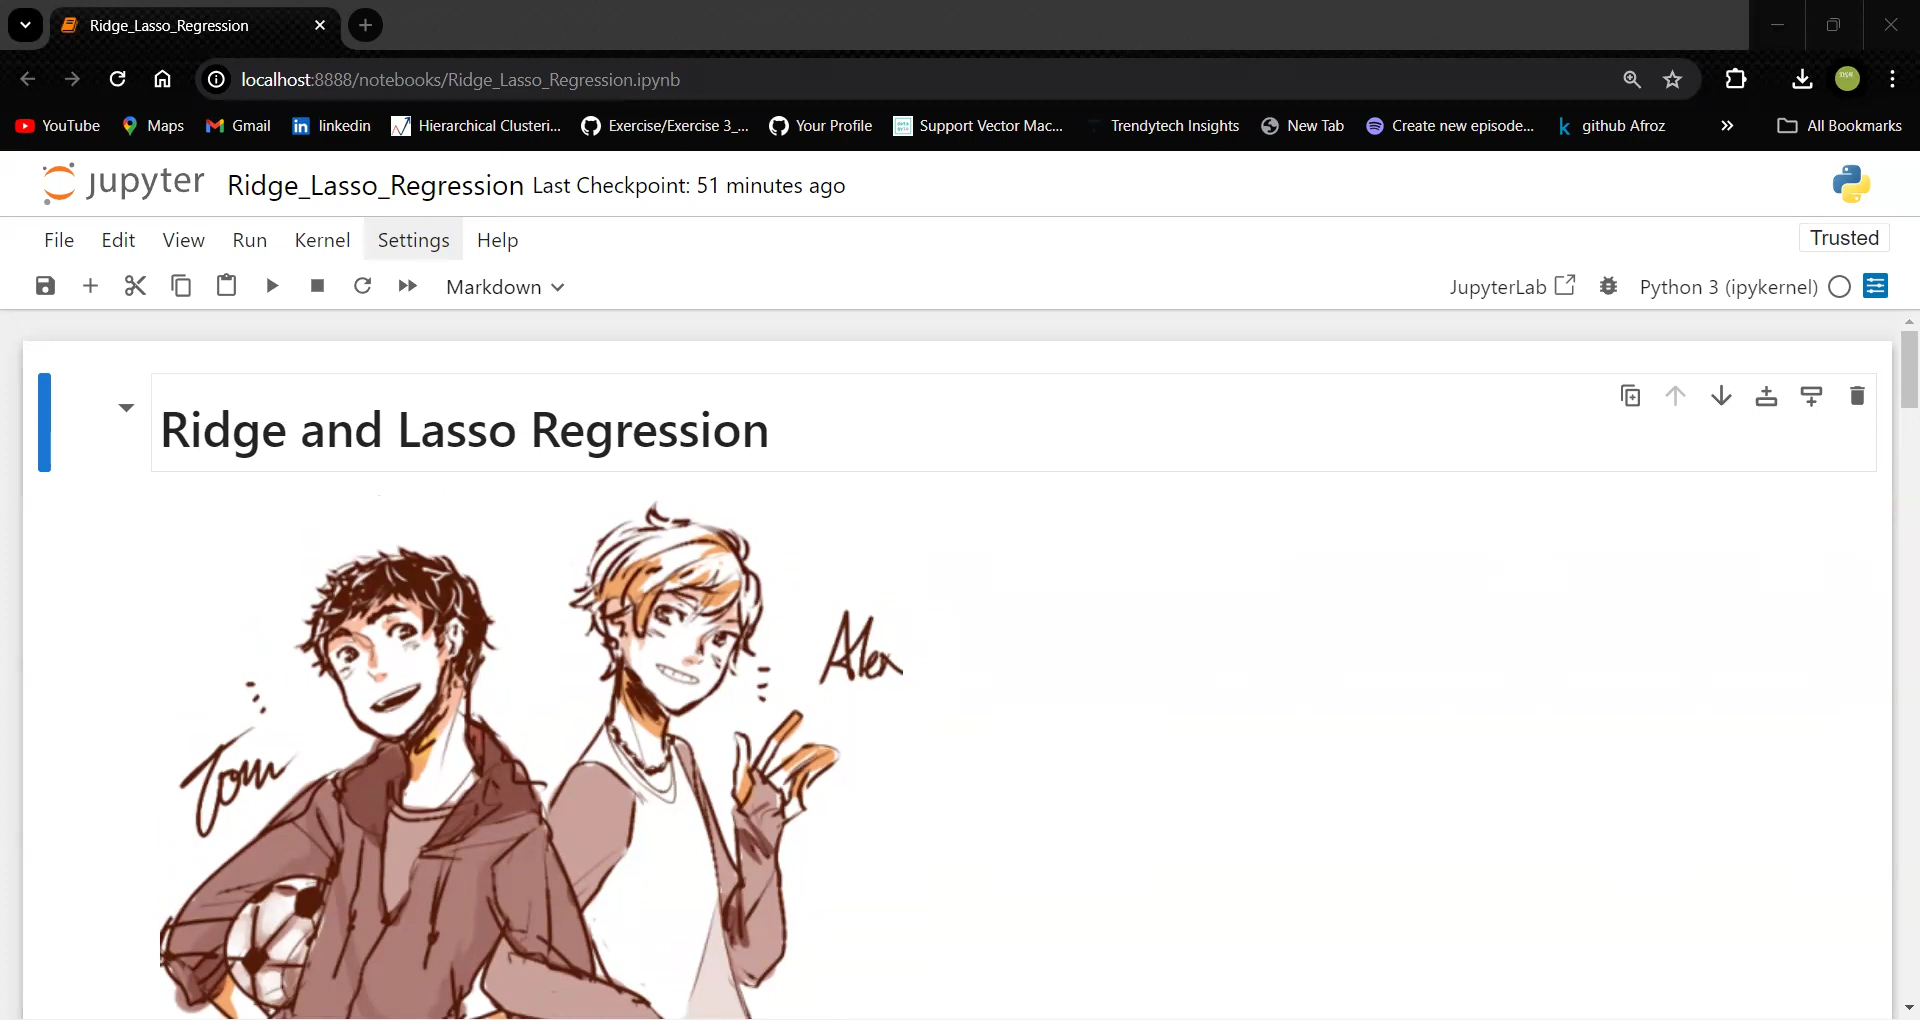 Ridge_Lasso_Regression
localhost:8888/notebooks/Ridge_Lasso_Regression.ipynb
YouTube Maps Gmail linkedin Hierarchical Clusteri... Exercise/Exercise 3_... Your Profile Support Vector Mac... Trendytech Insights New Tab Create new episode... github Afroz » All Bookmarks
jupyter Ridge_Lasso_Regression Last Checkpoint: 51 minutes ago
File Edit View Run Kernel Settings Help Trusted
Markdown JupyterLab Python 3 (ipykernel)
Ridge and Lasso Regression
Alex
Tom